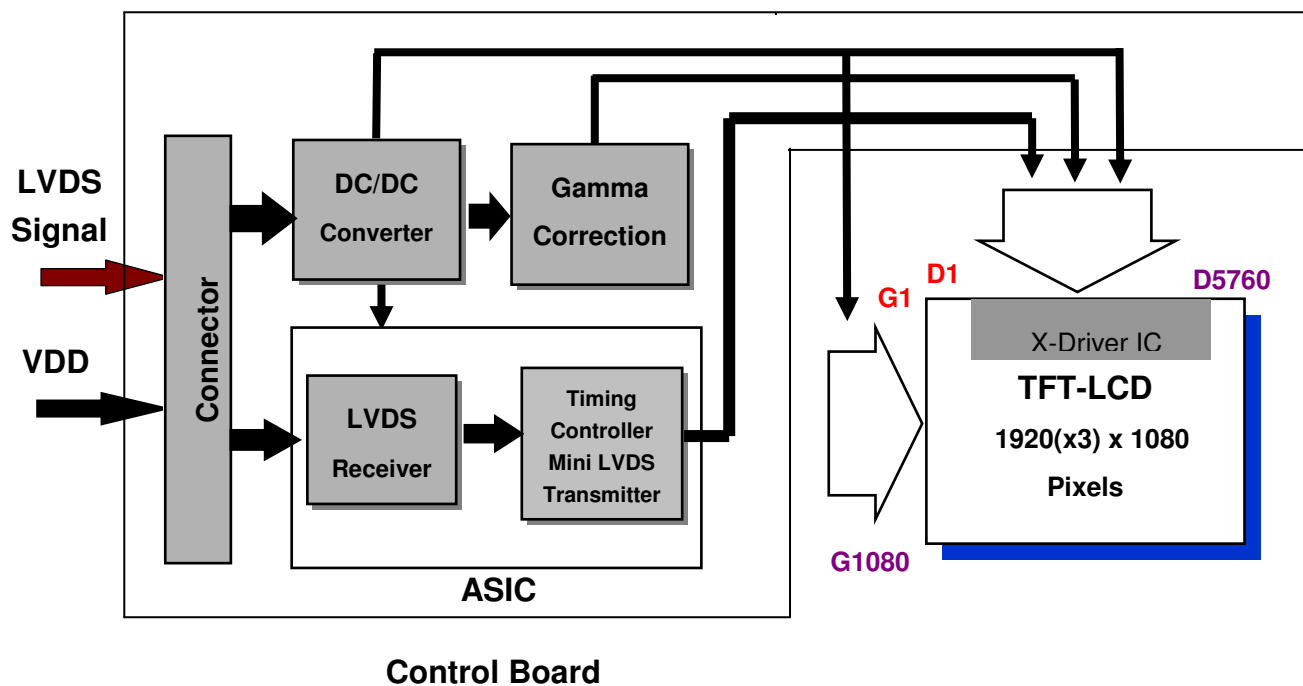 LVDS
Signal
VDD
Connector
DC/DC
Converter
Gamma
Correction
LVDS
Receiver
Timing
Controller
Mini LVDS
Transmitter
ASIC
G1
D1
D5760
G1080
X-Driver IC
TFT-LCD
1920(x3) x 1080
Pixels
Control Board